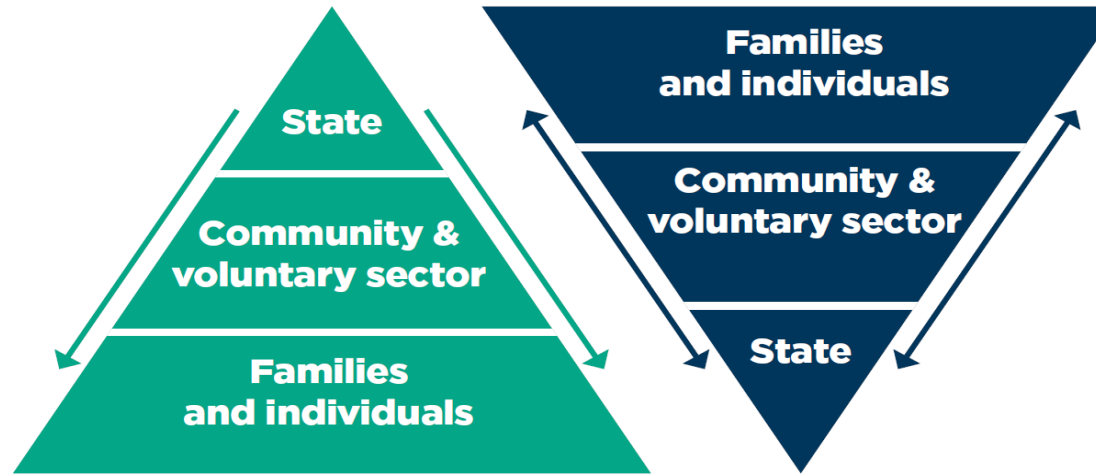 State
Community &
voluntary sector
Families
and individuals
Families
and individuals
Community &
voluntary sector
State